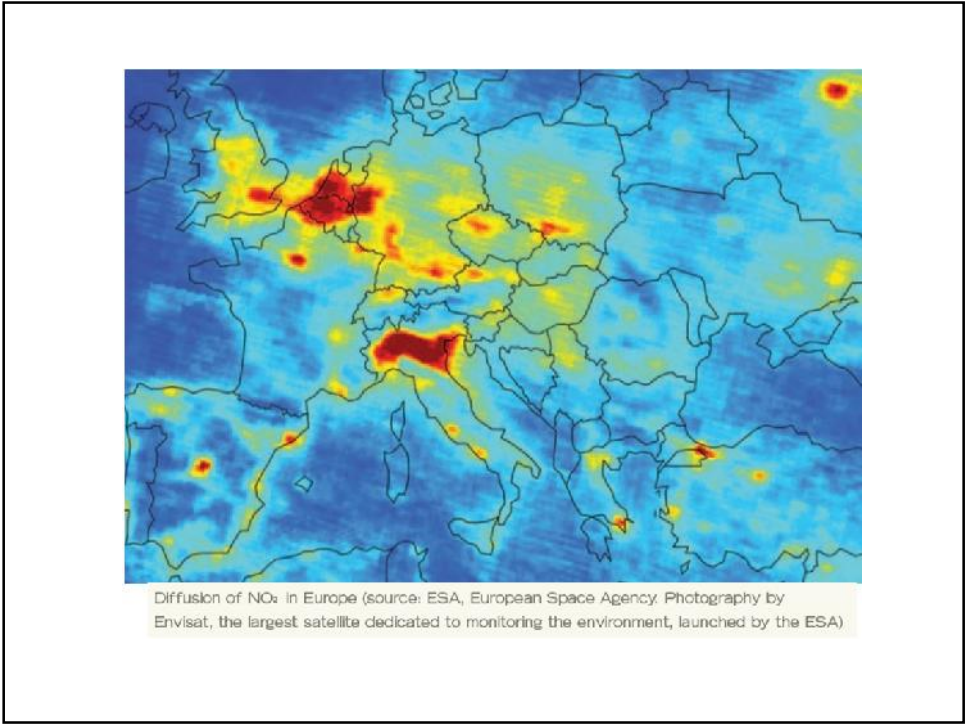 Diffusion of NO₂ in Europe (source: ESA, European Space Agency. Photography by
Envisat, the largest satellite dedicated to monitoring the environment, launched by the ESA)